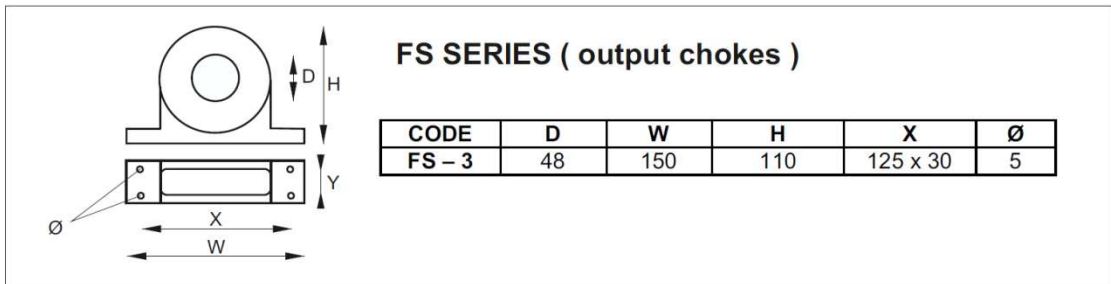 FS SERIES ( output chokes )
D
H
Y
X
W
Ø
CODE D W H X Ø
FS – 3 48 150 110 125 x 30 5